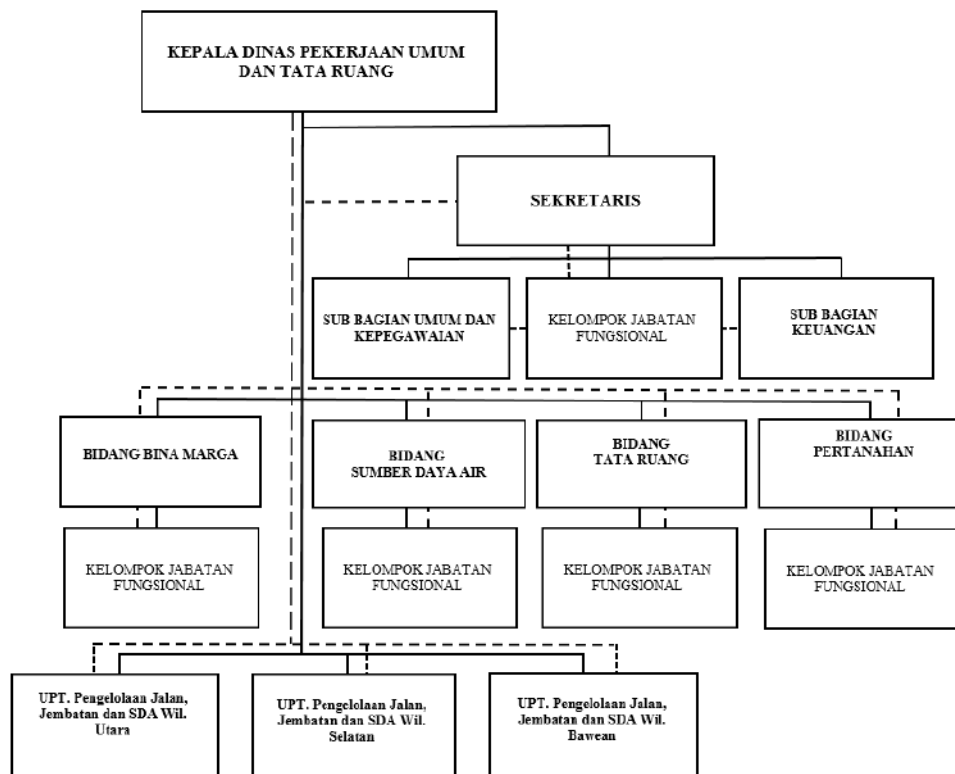 KEPALA DINAS PEKERJAAN UMUM
DAN TATA RUANG
SEKRETARIS
SUB BAGIAN UMUM DAN
KEPEGAWAIAN
KELOMPOK JABATAN
FUNGSIONAL
SUB BAGIAN
KEUANGAN
BIDANG BINA MARGA
BIDANG
SUMBER DAYA AIR
BIDANG
TATA RUANG
BIDANG
PERTANAHAN
KELOMPOK JABATAN
FUNGSIONAL
KELOMPOK JABATAN
FUNGSIONAL
KELOMPOK JABATAN
FUNGSIONAL
KELOMPOK JABATAN
FUNGSIONAL
UPT. Pengelolaan Jalan,
Jembatan dan SDA Wil.
Utara
UPT. Pengelolaan Jalan,
Jembatan dan SDA Wil.
Selatan
UPT. Pengelolaan Jalan,
Jembatan dan SDA Wil.
Bawean